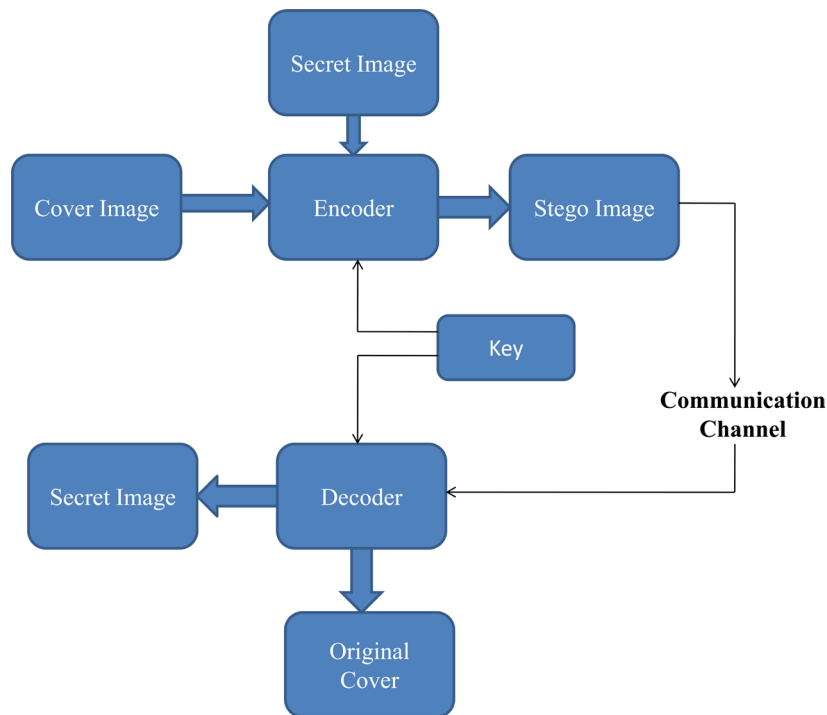 Secret Image
Cover Image
Encoder
Stego Image
Key
Communication
Channel
Secret Image
Decoder
Original
Cover